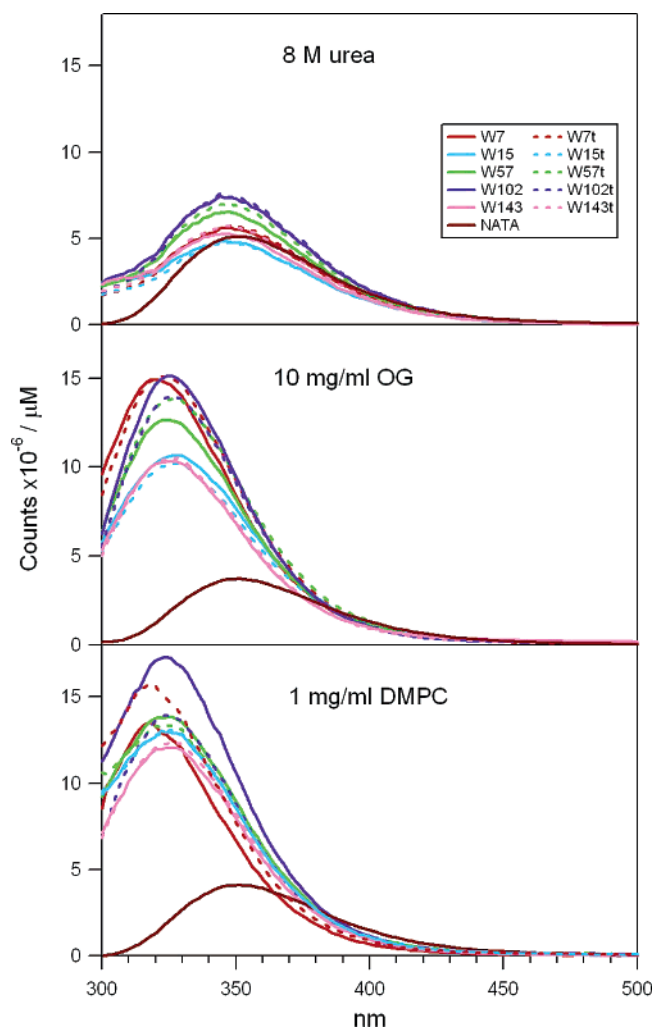 8 M urea
15
10
5
0
W7 W7t
W15 W15t
W57 W57t
W102 W102t
W143 W143t
NATA
10 mg/ml OG
15
10
5
0
Counts x10⁻⁶ / μM
1 mg/ml DMPC
15
10
5
0
300 350 400 450 500
nm